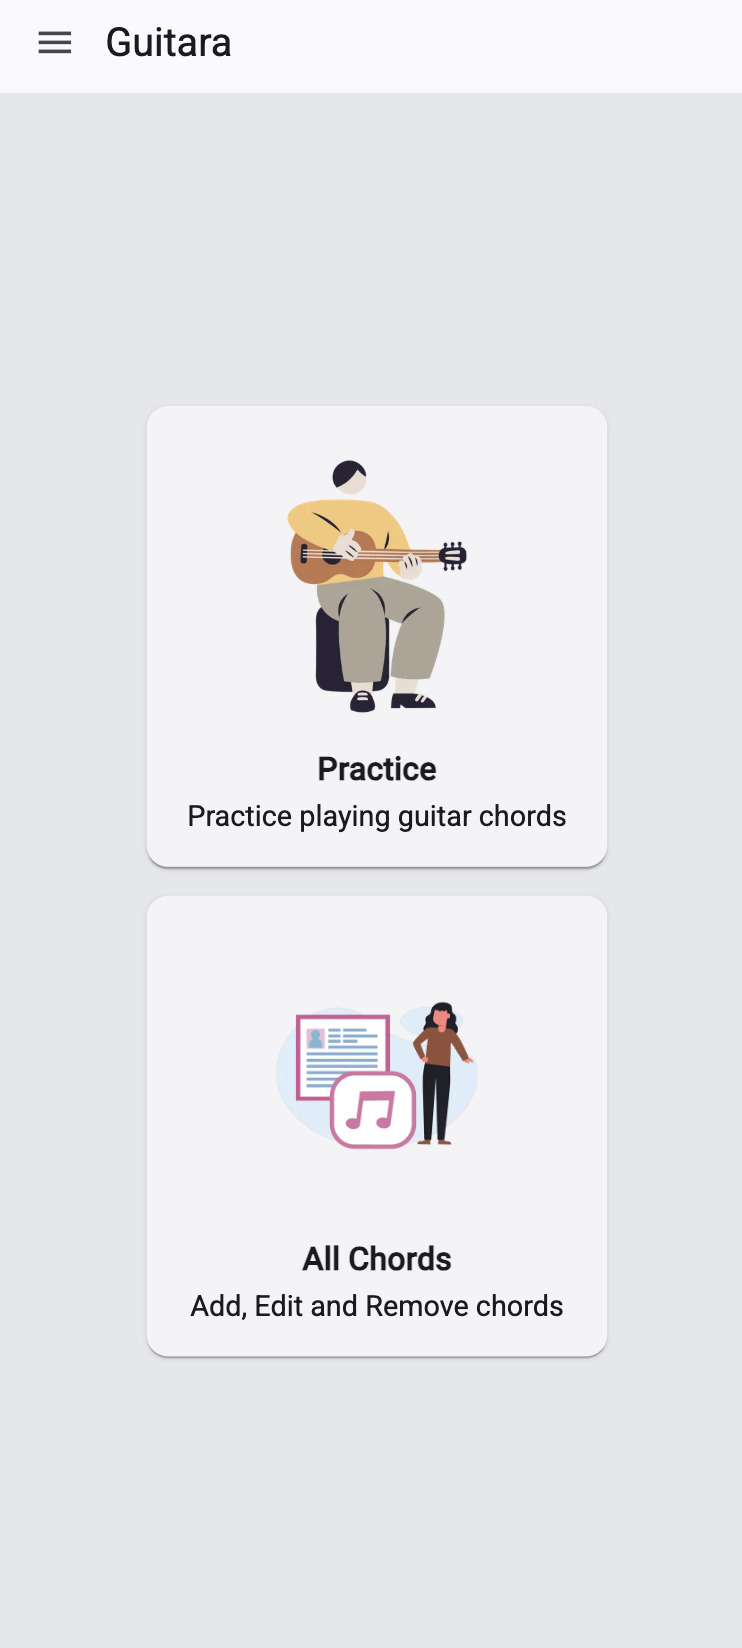 Guitara
Practice
Practice playing guitar chords
All Chords
Add, Edit and Remove chords